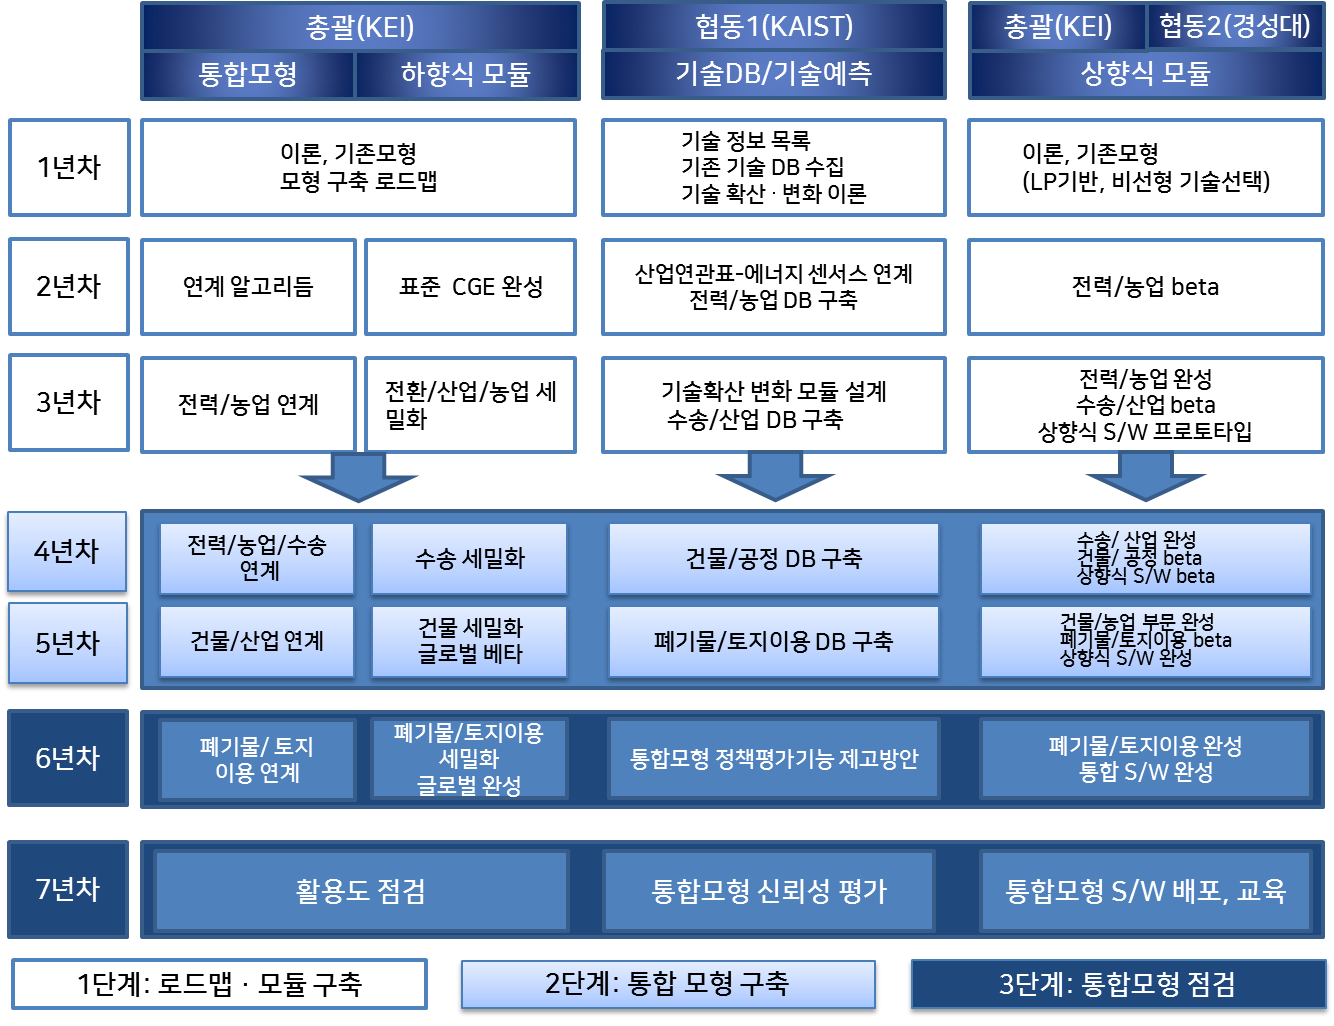 총괄(KEI)
통합모형
하향식 모듈
협동1(KAIST)
기술DB/기술예측
총괄(KEI)
협동2(경성대)
상향식 모듈
1년차
이론, 기존모형
모형 구축 로드맵
기술 정보 목록
기존 기술 DB 수집
기술 확산 · 변화 이론
이론, 기존모형
(LP기반, 비선형 기술선택)
2년차
연계 알고리듬
표준 CGE 완성
산업연관표-에너지 센서스 연계
전력/농업 DB 구축
전력/농업 beta
3년차
전력/농업 연계
전환/산업/농업 세
밀화
기술확산 변화 모듈 설계
수송/산업 DB 구축
전력/농업 완성
수송/산업 beta
상향식 S/W 프로토타입
4년차
전력/농업/수송
연계
수송 세밀화
건물/공정 DB 구축
수송/ 산업 완성
건물/ 공정 beta
상향식 S/W beta
5년차
건물/산업 연계
건물 세밀화
글로벌 베타
폐기물/토지이용 DB 구축
건물/농업 부문 완성
폐기물/토지이용 beta
상향식 S/W 완성
6년차
폐기물/ 토지
이용 연계
폐기물/토지이용
세밀화
글로벌 완성
통합모형 정책평가기능 제고방안
폐기물/토지이용 완성
통합 S/W 완성
7년차
활용도 점검
통합모형 신뢰성 평가
통합모형 S/W 배포, 교육
1단계: 로드맵 · 모듈 구축
2단계: 통합 모형 구축
3단계: 통합모형 점검